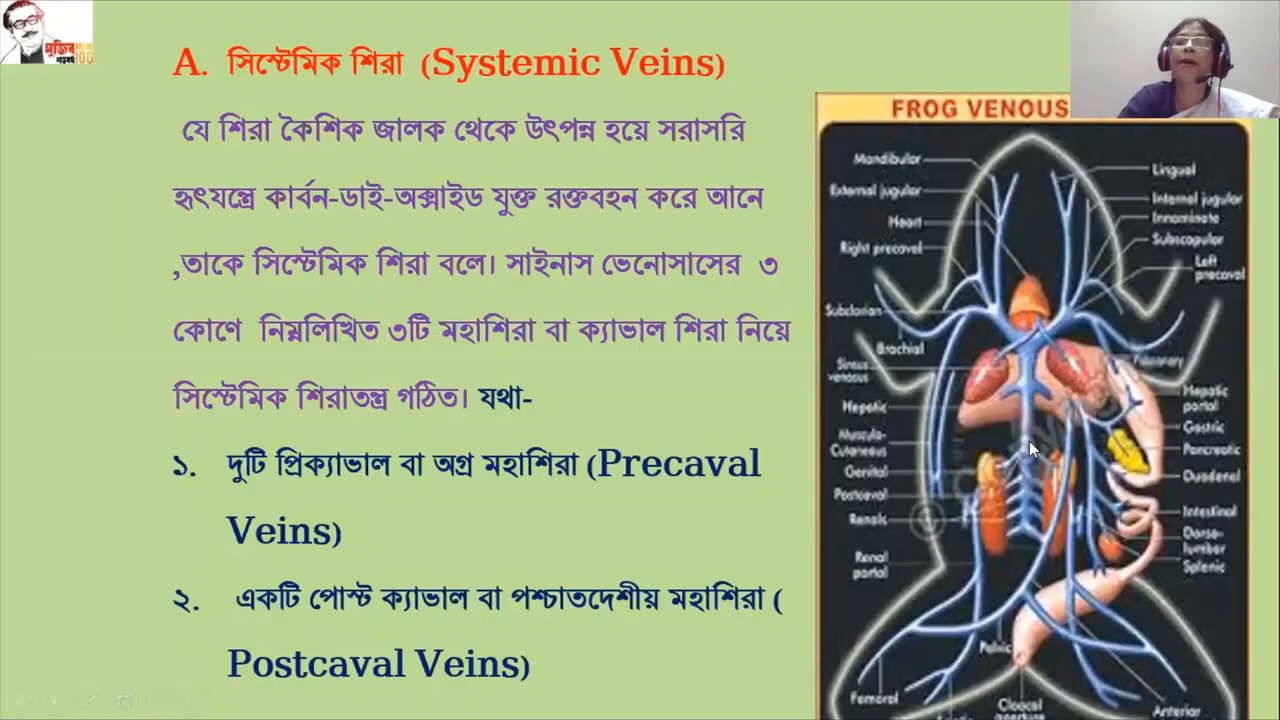 মুজিব
শতবর্ষ
100
A. সিস্টেমিক শিরা (Systemic Veins)
যে শিরা কৈশিক জালক থেকে উৎপন্ন হয়ে সরাসরি
হৃৎযন্ত্রে কার্বন-ডাই-অক্সাইড যুক্ত রক্তবহন করে আনে
,তাকে সিস্টেমিক শিরা বলে। সাইনাস ভেনোসাসের ৩
কোণে নিম্নলিখিত ৩টি মহাশিরা বা ক্যাভাল শিরা নিয়ে
সিস্টেমিক শিরাতন্ত্র গঠিত। যথা-
১. দুটি প্রিক্যাভাল বা অগ্র মহাশিরা (Precaval
Veins)
২. একটি পোস্ট ক্যাভাল বা পশ্চাতদেশীয় মহাশিরা (
Postcaval Veins)
FROG VENOUS
Mandibular
External jugular
Heart
Right precaval
Subclavian
Brachial
Sinus
venosus
Hepatic
Musculo-
Cutaneous
Genital
Postcaval
Renals
Renal
portal
Femoral
Pelvic
Cloacal
Lingual
Internal jugular
Innominate
Subscapular
Left
precaval
Pulmonary
Hepatic
portal
Gastric
Pancreatic
Duodenal
Intestinal
Dorso-
lumbar
Splenic
Anterior